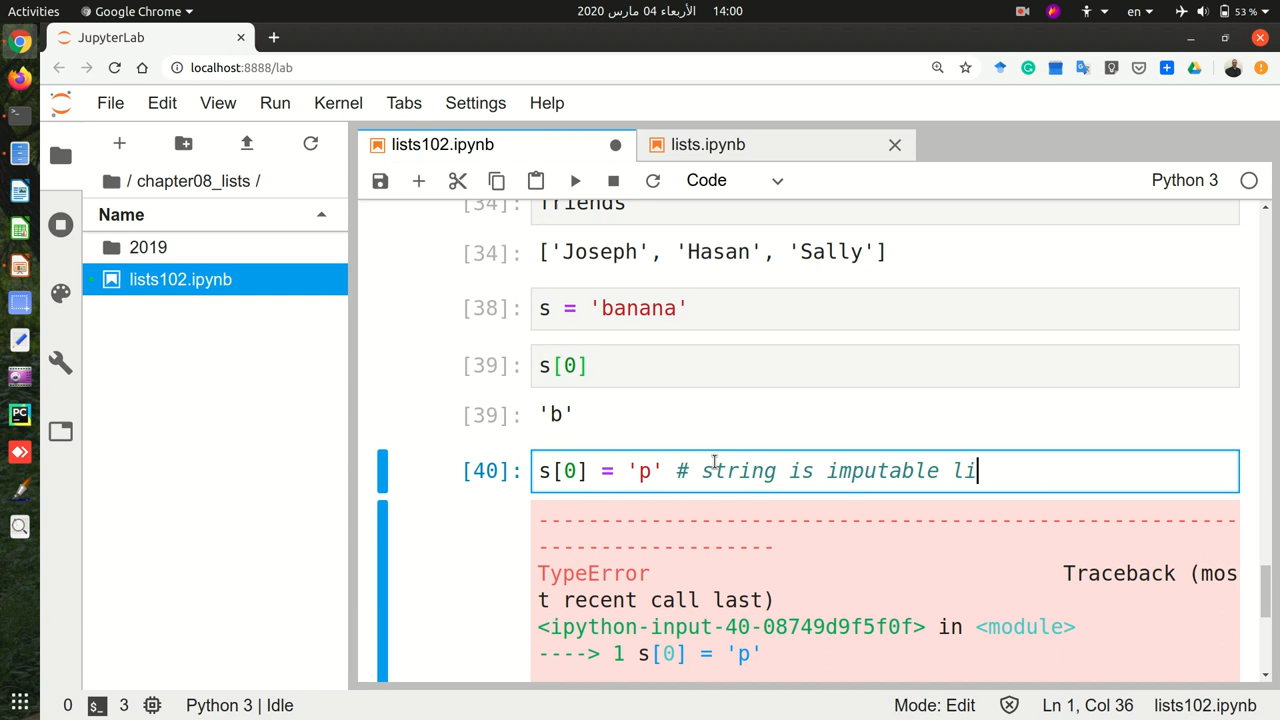 Activities
Google Chrome
الأربعاء 04 مارس 2020
14:00
en
53 %
JupyterLab
localhost:8888/lab
File Edit View Run Kernel Tabs Settings Help
/ chapter08_lists /
Name
2019
lists102.ipynb
lists102.ipynb
lists.ipynb
Code
Python 3
[34]: friends
[34]: ['Joseph', 'Hasan', 'Sally']
[38]: s = 'banana'
[39]: s[0]
[39]: 'b'
[40]: s[0] = 'p' # string is imputable li
------------------------------------------------------------
-------------------
TypeError Traceback (mos
t recent call last)
<ipython-input-40-08749d9f5f0f> in <module>
----> 1 s[0] = 'p'
PC
0 3 Python 3 | Idle
Mode: Edit Ln 1, Col 36 lists102.ipynb